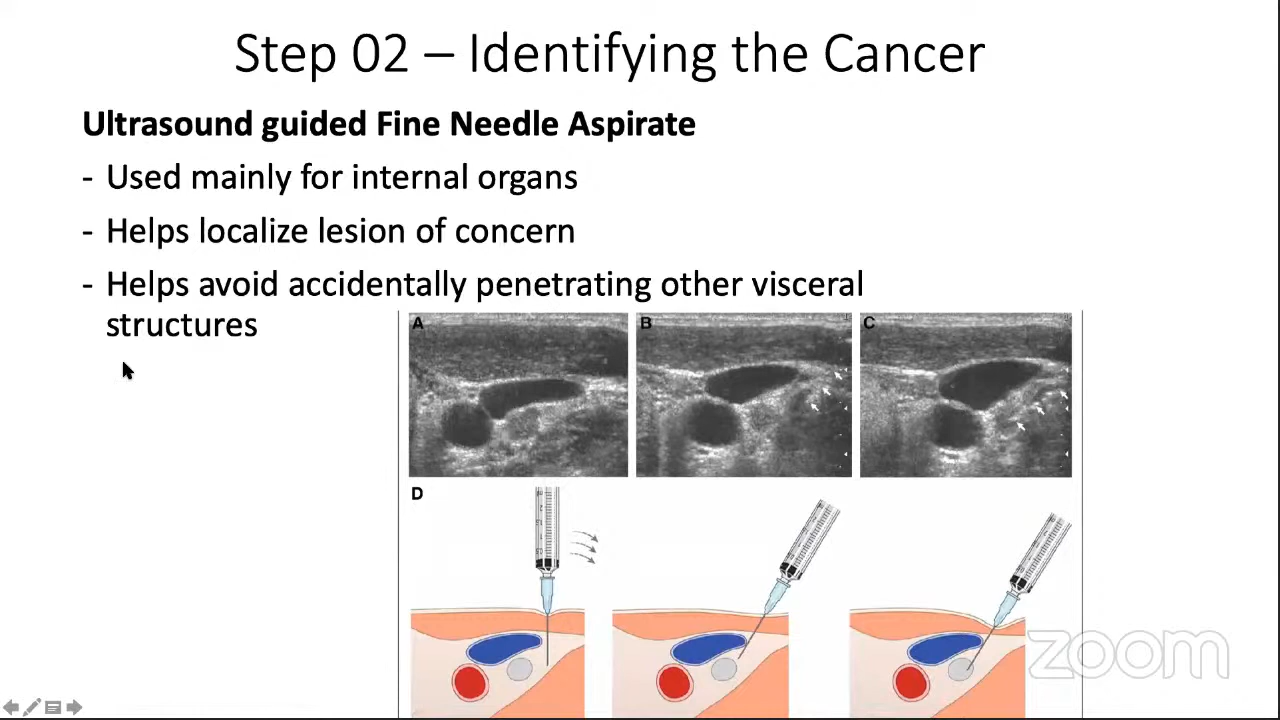 Step 02 – Identifying the Cancer
Ultrasound guided Fine Needle Aspirate
- Used mainly for internal organs
- Helps localize lesion of concern
- Helps avoid accidentally penetrating other visceral
structures
A
B
C
D
zoom